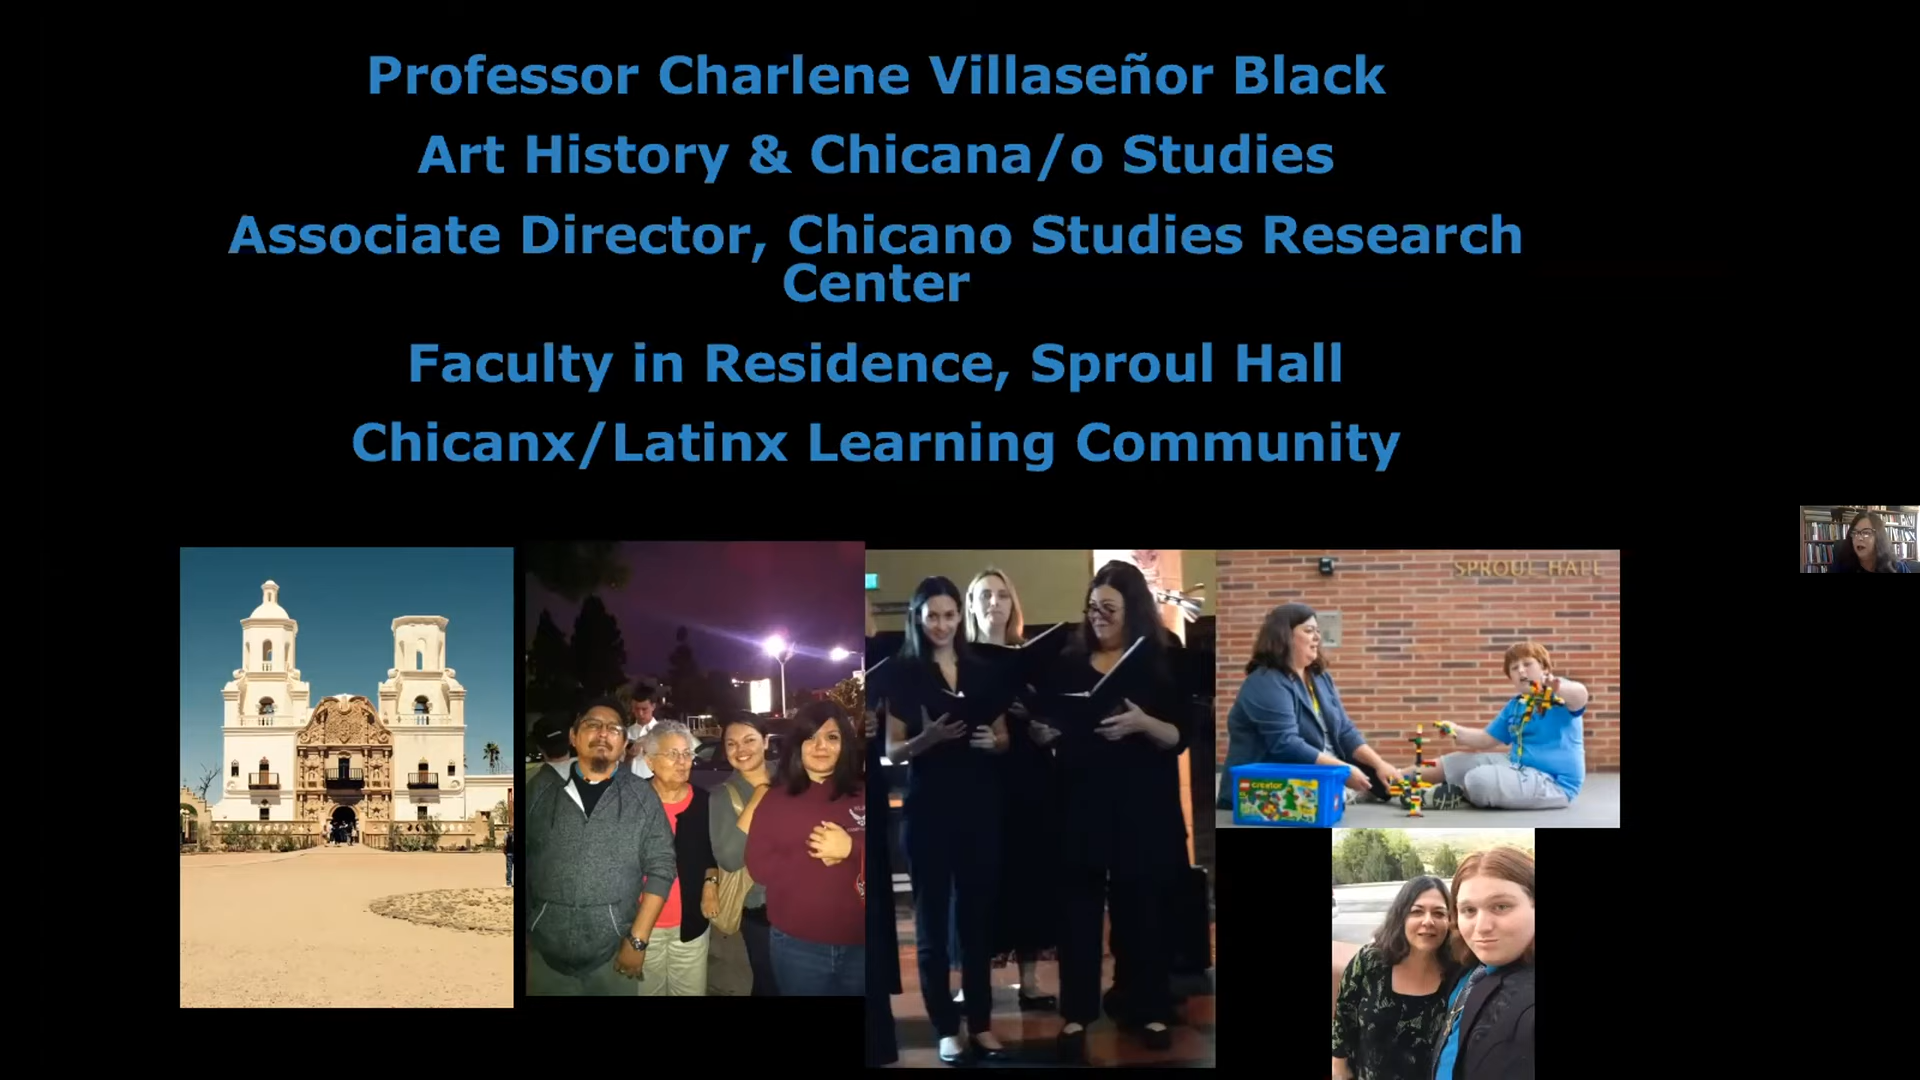 Professor Charlene Villaseñor Black
Art History & Chicana/o Studies
Associate Director, Chicano Studies Research
Center
Faculty in Residence, Sproul Hall
Chicanx/Latinx Learning Community
SPROUL HALL
creator